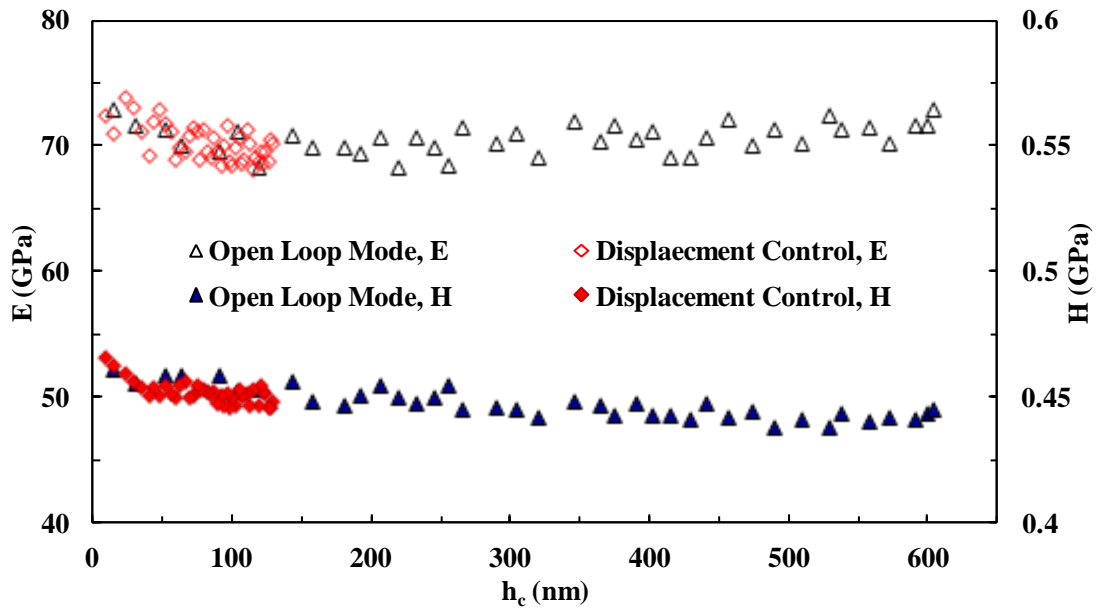 80
70
60
50
40
E (GPa)
0.6
0.55
0.5
0.45
0.4
H (GPa)
Open Loop Mode, E
Displaecment Control, E
Open Loop Mode, H
Displacement Control, H
0 100 200 300 400 500 600
h_c (nm)